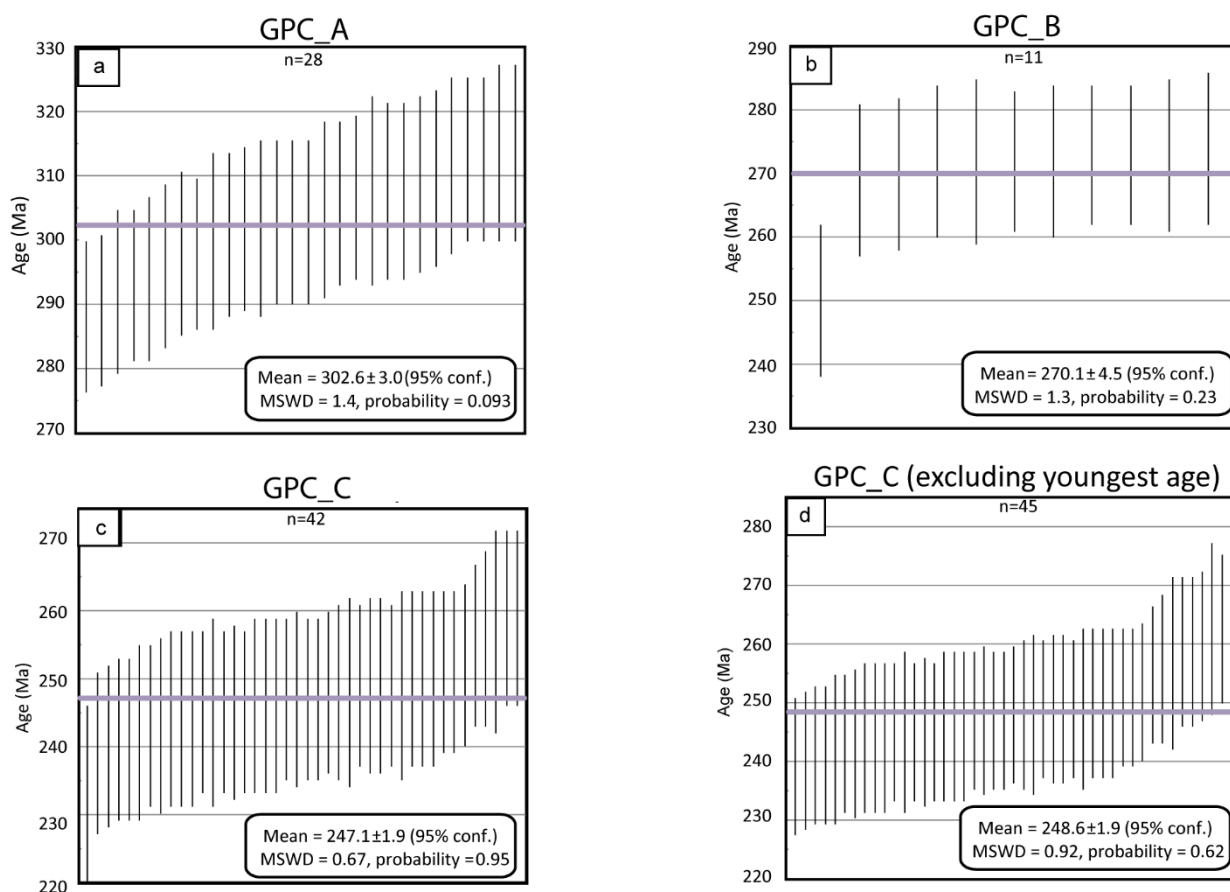 GPC_A
a
n=28
330
320
310
300
290
280
270
Age (Ma)
Mean = 302.6±3.0 (95% conf.)
MSWD = 1.4, probability = 0.093
GPC_B
b
n=11
290
280
270
260
250
240
230
Age (Ma)
Mean = 270.1±4.5 (95% conf.)
MSWD = 1.3, probability = 0.23
GPC_C
c
n=42
270
260
250
240
230
220
Age (Ma)
Mean = 247.1±1.9 (95% conf.)
MSWD = 0.67, probability =0.95
GPC_C (excluding youngest age)
d
n=45
280
270
260
250
240
230
220
Age (Ma)
Mean = 248.6±1.9 (95% conf.)
MSWD = 0.92, probability = 0.62